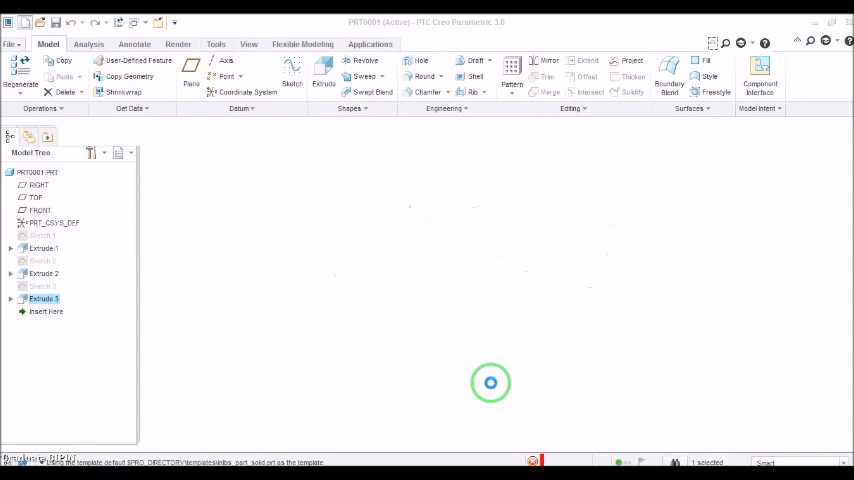 PRT0001 (Active) - PTC Creo Parametric 3.0
File Model Analysis Annotate Render Tools View Flexible Modeling Applications
Regenerate
Copy
Paste
Delete
User-Defined Feature
Copy Geometry
Shrinkwrap
Plane
Axis
Point
Coordinate System
Sketch
Extrude
Revolve
Sweep
Swept Blend
Hole
Round
Chamfer
Draft
Shell
Rib
Pattern
Mirror
Trim
Merge
Extend
Offset
Intersect
Project
Thicken
Solidify
Boundary
Blend
Fill
Style
Freestyle
Component
Interface
Operations Get Data Datum Shapes Engineering Editing Surfaces Model Intent
Model Tree
PRT0001.PRT
RIGHT
TOP
FRONT
PRT_CSYS_DEF
Sketch 1
Extrude 1
Sketch 2
Extrude 2
Sketch 3
Extrude 3
Insert Here
Graduate BIPIN
Using the template default $PRO_DIRECTORY\templates\inlbs_part_solid.prt as the template
1 selected
Smart